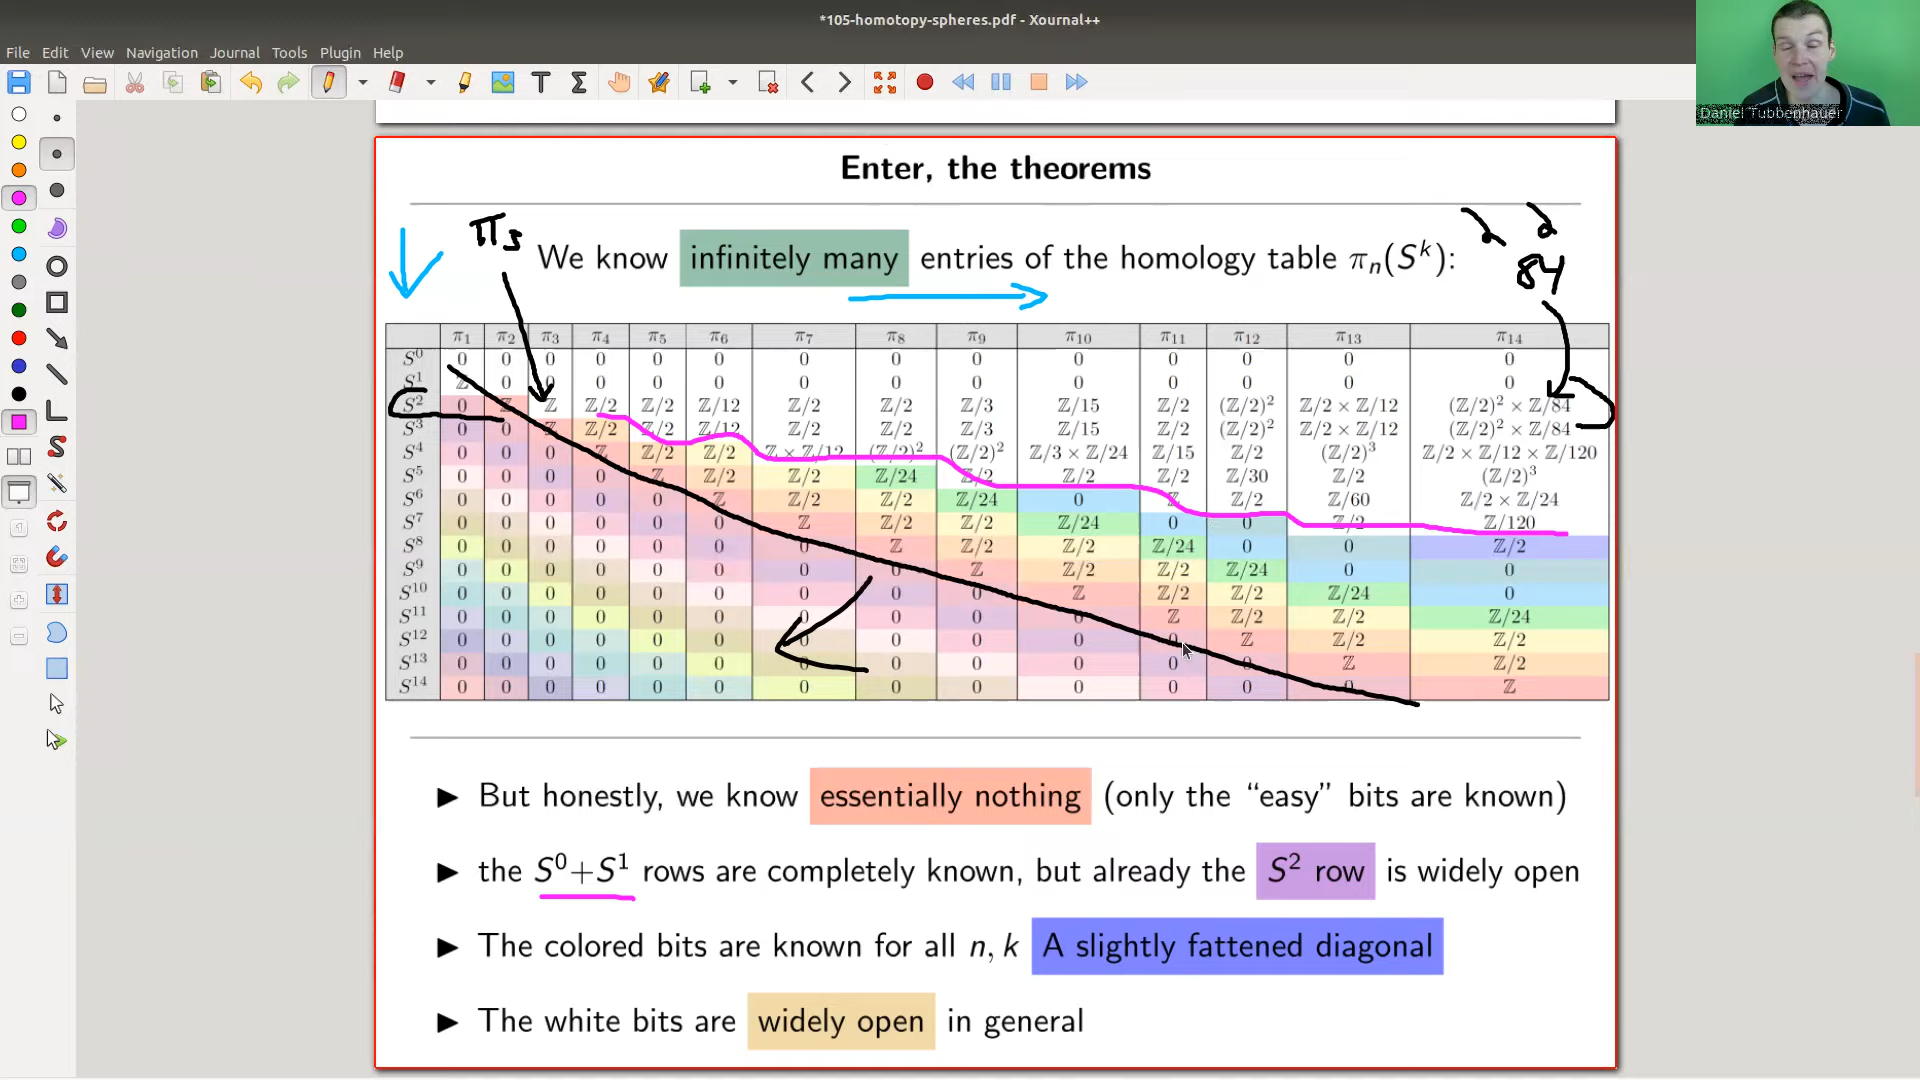 *105-homotopy-spheres.pdf - Xournal++
File Edit View Navigation Journal Tools Plugin Help
Daniel Tubbenhauer
Enter, the theorems
π₃
2 2
84
We know infinitely many entries of the homology table πₙ(Sᵏ):
π₁ π₂ π₃ π₄ π₅ π₆ π₇ π₈ π₉ π₁₀ π₁₁ π₁₂ π₁₃ π₁₄
S⁰ 0 0 0 0 0 0 0 0 0 0 0 0 0 0
S¹ ℤ 0 0 0 0 0 0 0 0 0 0 0 0 0
S² 0 ℤ ℤ ℤ/2 ℤ/2 ℤ/12 ℤ/2 ℤ/2 ℤ/3 ℤ/15 ℤ/2 (ℤ/2)² ℤ/2 × ℤ/12 (ℤ/2)² × ℤ/84
S³ 0 0 ℤ ℤ/2 ℤ/2 ℤ/12 ℤ/2 ℤ/2 ℤ/3 ℤ/15 ℤ/2 (ℤ/2)² ℤ/2 × ℤ/12 (ℤ/2)² × ℤ/84
S⁴ 0 0 0 ℤ ℤ/2 ℤ/2 ℤ × ℤ/12 (ℤ/2)² (ℤ/2)² ℤ/3 × ℤ/24 ℤ/15 ℤ/2 (ℤ/2)³ ℤ/2 × ℤ/12 × ℤ/120
S⁵ 0 0 0 0 ℤ ℤ/2 ℤ/2 ℤ/24 ℤ/2 ℤ/2 ℤ/2 ℤ/30 ℤ/2 (ℤ/2)³
S⁶ 0 0 0 0 0 ℤ ℤ/2 ℤ/2 ℤ/24 0 ℤ ℤ/2 ℤ/60 ℤ/2 × ℤ/24
S⁷ 0 0 0 0 0 0 ℤ ℤ/2 ℤ/2 ℤ/24 0 0 ℤ/2 ℤ/120
S⁸ 0 0 0 0 0 0 0 ℤ ℤ/2 ℤ/2 ℤ/24 0 0 ℤ/2
S⁹ 0 0 0 0 0 0 0 0 ℤ ℤ/2 ℤ/2 ℤ/24 0 0
S¹⁰ 0 0 0 0 0 0 0 0 0 ℤ ℤ/2 ℤ/2 ℤ/24 0
S¹¹ 0 0 0 0 0 0 0 0 0 0 ℤ ℤ/2 ℤ/2 ℤ/24
S¹² 0 0 0 0 0 0 0 0 0 0 0 ℤ ℤ/2 ℤ/2
S¹³ 0 0 0 0 0 0 0 0 0 0 0 0 ℤ ℤ/2
S¹⁴ 0 0 0 0 0 0 0 0 0 0 0 0 0 ℤ
▶ But honestly, we know essentially nothing (only the “easy” bits are known)
▶ the S⁰+S¹ rows are completely known, but already the S² row is widely open
▶ The colored bits are known for all n, k A slightly fattened diagonal
▶ The white bits are widely open in general